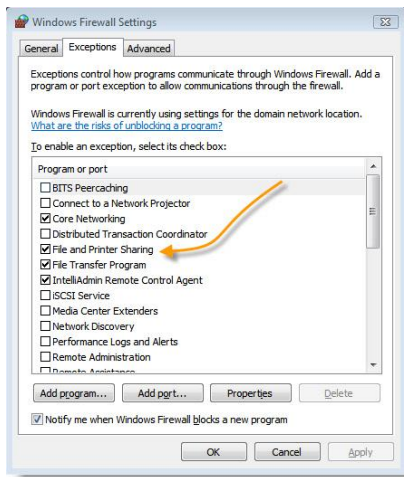 Windows Firewall Settings
General Exceptions Advanced
Exceptions control how programs communicate through Windows Firewall. Add a
program or port exception to allow communications through the firewall.
Windows Firewall is currently using settings for the domain network location.
What are the risks of unblocking a program?
To enable an exception, select its check box:
Program or port
BITS Peercaching
Connect to a Network Projector
Core Networking
Distributed Transaction Coordinator
File and Printer Sharing
File Transfer Program
IntelliAdmin Remote Control Agent
iSCSI Service
Media Center Extenders
Network Discovery
Performance Logs and Alerts
Remote Administration
Remote Assistance
Add program... Add port... Properties Delete
Notify me when Windows Firewall blocks a new program
OK Cancel Apply